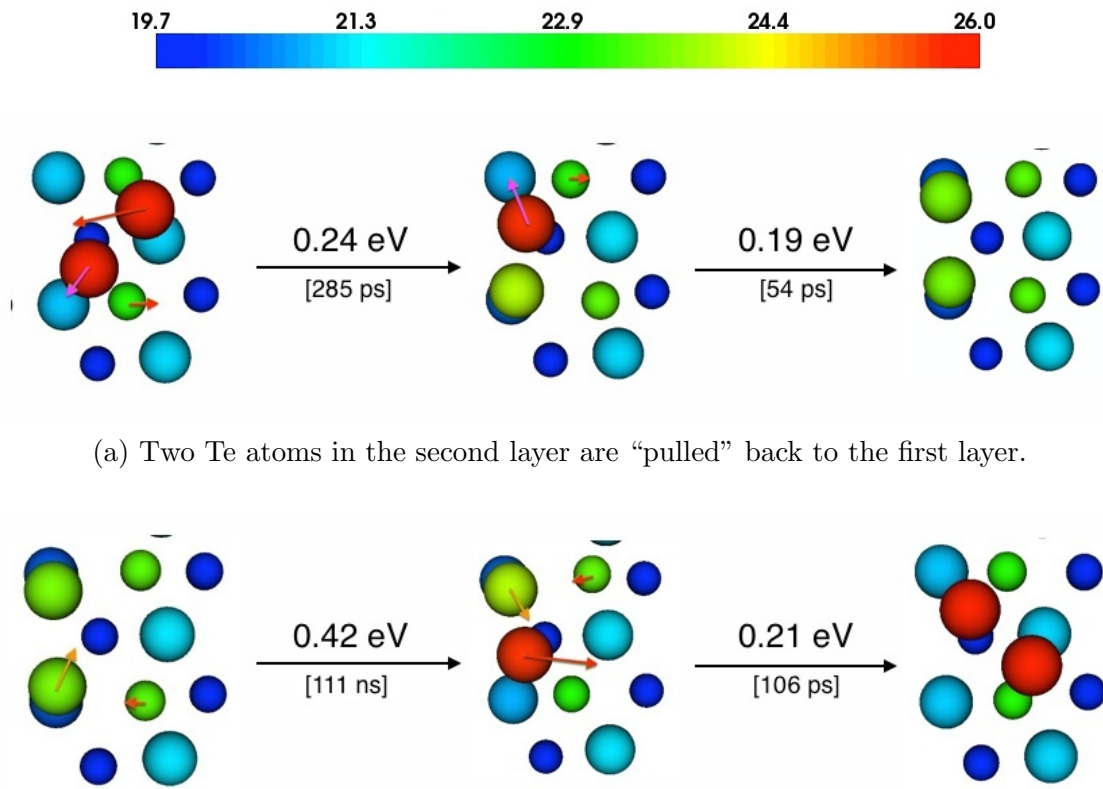 19.7 21.3 22.9 24.4 26.0
0.24 eV 0.19 eV
[285 ps] [54 ps]
(a) Two Te atoms in the second layer are “pulled” back to the first layer.
0.42 eV 0.21 eV
[111 ns] [106 ps]